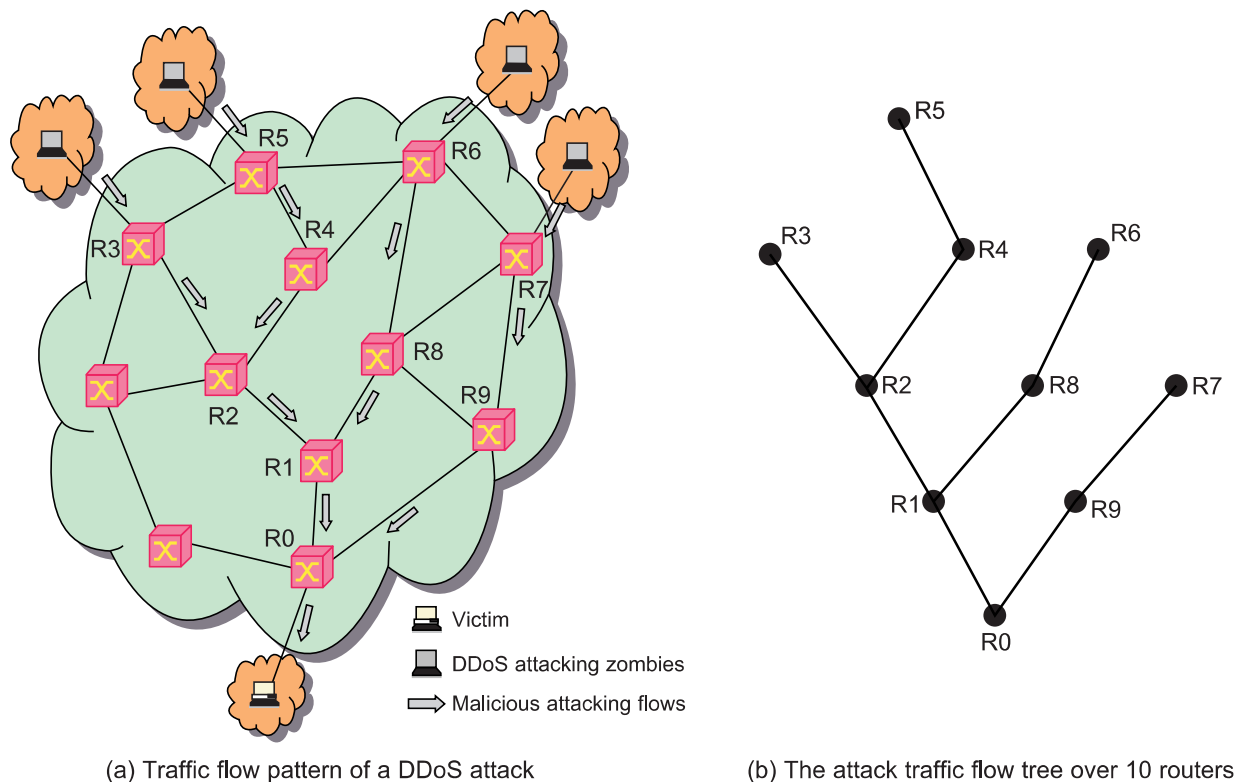 R5
R6
R4
R3
R7
R8
R2
R9
R1
R0
Victim
DDoS attacking zombies
Malicious attacking flows
(a) Traffic flow pattern of a DDoS attack
R5
R3
R4
R6
R2
R8
R7
R1
R9
R0
(b) The attack traffic flow tree over 10 routers